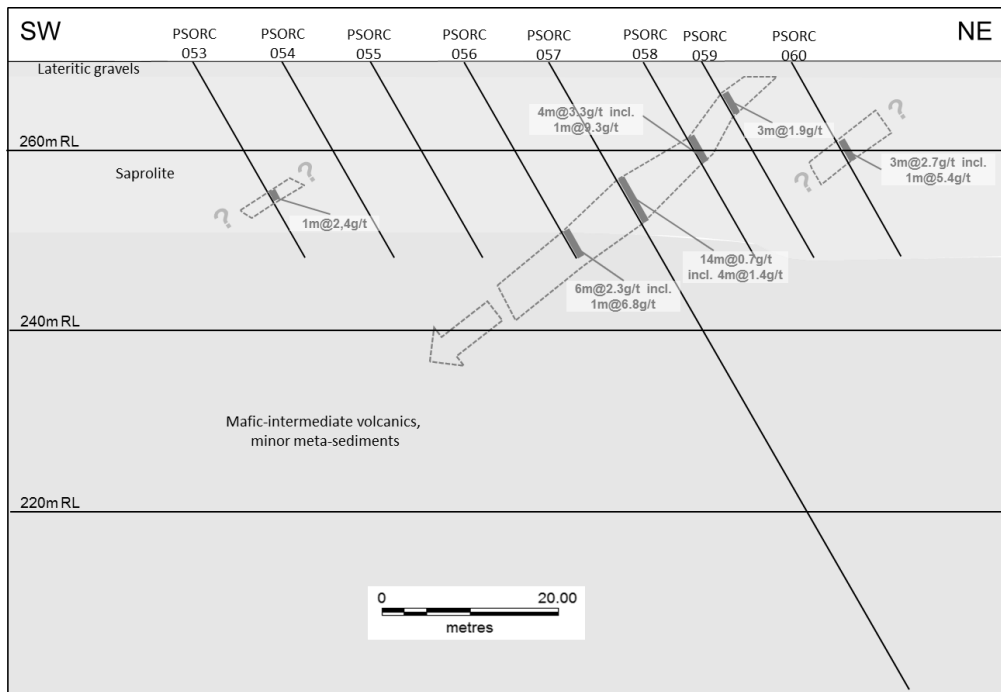 SW
NE
PSORC
053
PSORC
054
PSORC
055
PSORC
056
PSORC
057
PSORC
058
PSORC
059
PSORC
060
Lateritic gravels
4m@3.3g/t incl.
1m@9.3g/t
3m@1.9g/t
260m RL
Saprolite
?
3m@2.7g/t incl.
1m@5.4g/t
?
?
?
1m@2,4g/t
14m@0.7g/t
incl. 4m@1.4g/t
6m@2.3g/t incl.
1m@6.8g/t
240m RL
Mafic-intermediate volcanics,
minor meta-sediments
220m RL
0 20.00
metres